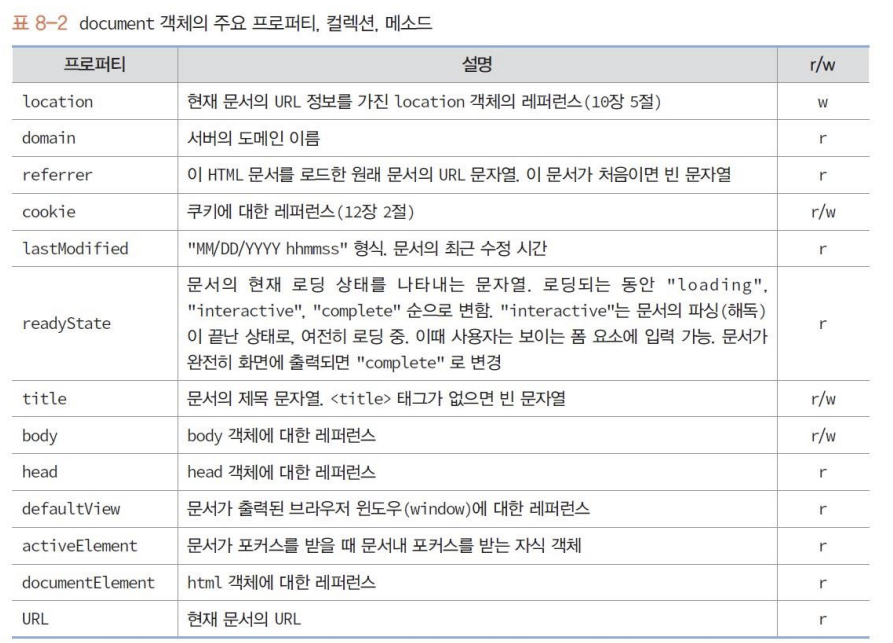 표 8-2 document 객체의 주요 프로퍼티, 컬렉션, 메소드
프로퍼티 설명 r/w
location 현재 문서의 URL 정보를 가진 location 객체의 레퍼런스(10장 5절) w
domain 서버의 도메인 이름 r
referrer 이 HTML 문서를 로드한 원래 문서의 URL 문자열. 이 문서가 처음이면 빈 문자열 r
cookie 쿠키에 대한 레퍼런스(12장 2절) r/w
lastModified "MM/DD/YYYY hhmmss" 형식. 문서의 최근 수정 시간 r
readyState 문서의 현재 로딩 상태를 나타내는 문자열. 로딩되는 동안 "loading",
"interactive", "complete" 순으로 변함. "interactive"는 문서의 파싱(해독)
이 끝난 상태로, 여전히 로딩 중. 이때 사용자는 보이는 폼 요소에 입력 가능. 문서가
완전히 화면에 출력되면 "complete" 로 변경 r
title 문서의 제목 문자열. <title> 태그가 없으면 빈 문자열 r/w
body body 객체에 대한 레퍼런스 r/w
head head 객체에 대한 레퍼런스 r
defaultView 문서가 출력된 브라우저 윈도우(window)에 대한 레퍼런스 r
activeElement 문서가 포커스를 받을 때 문서내 포커스를 받는 자식 객체 r
documentElement html 객체에 대한 레퍼런스 r
URL 현재 문서의 URL r